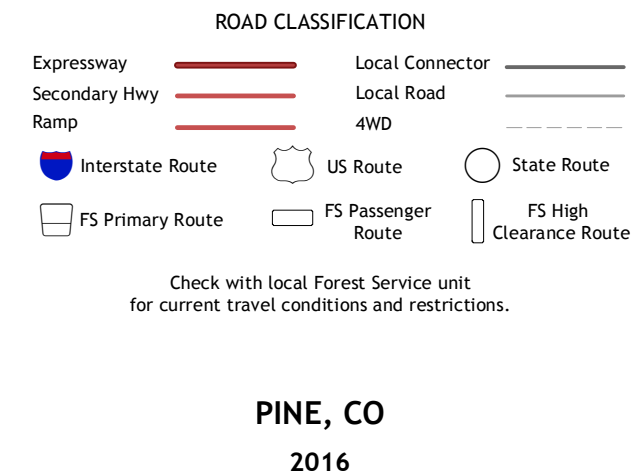 ROAD CLASSIFICATION
Expressway
Local Connector
Secondary Hwy
Local Road
Ramp
4WD
Interstate Route
US Route
State Route
FS Primary Route
FS Passenger
Route
FS High
Clearance Route
Check with local Forest Service unit
for current travel conditions and restrictions.
PINE, CO
2016